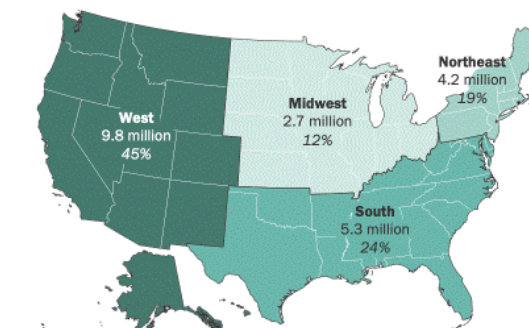 Northeast
4.2 million
19%
Midwest
2.7 million
12%
West
9.8 million
45%
South
5.3 million
24%